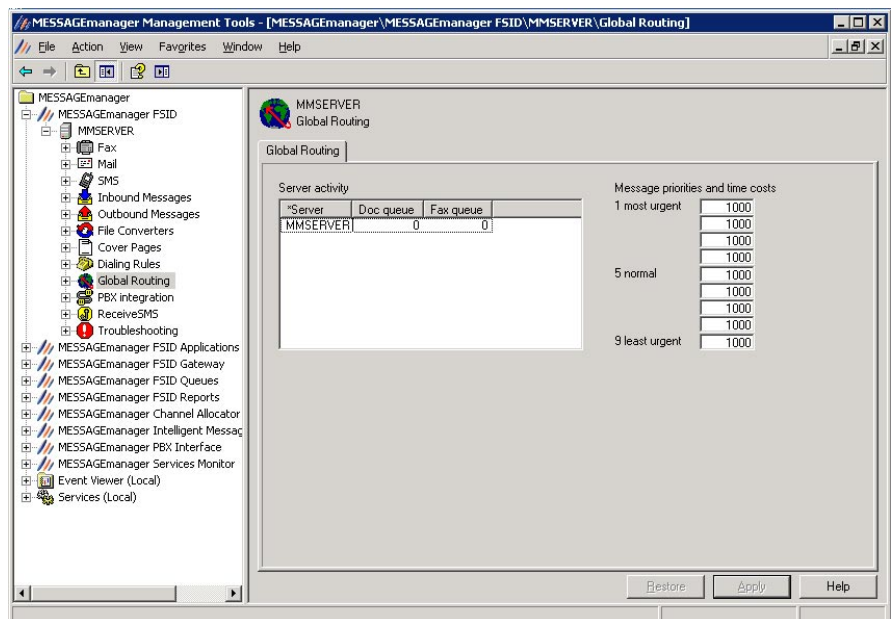 MESSAGEmanager Management Tools - [MESSAGEmanager\MESSAGEmanager FSID\MMSERVER\Global Routing]
File Action View Favorites Window Help
MESSAGEmanager
MESSAGEmanager FSID
MMSERVER
Fax
Mail
SMS
Inbound Messages
Outbound Messages
File Converters
Cover Pages
Dialing Rules
Global Routing
PBX integration
ReceiveSMS
Troubleshooting
MESSAGEmanager FSID Applications
MESSAGEmanager FSID Gateway
MESSAGEmanager FSID Queues
MESSAGEmanager FSID Reports
MESSAGEmanager Channel Allocator
MESSAGEmanager Intelligent Messag
MESSAGEmanager PBX Interface
MESSAGEmanager Services Monitor
Event Viewer (Local)
Services (Local)
MMSERVER
Global Routing
Global Routing
Server activity
*Server Doc queue Fax queue
MMSERVER 0 0
Message priorities and time costs
1 most urgent 1000
1000
1000
1000
5 normal 1000
1000
1000
1000
9 least urgent 1000
Restore Apply Help